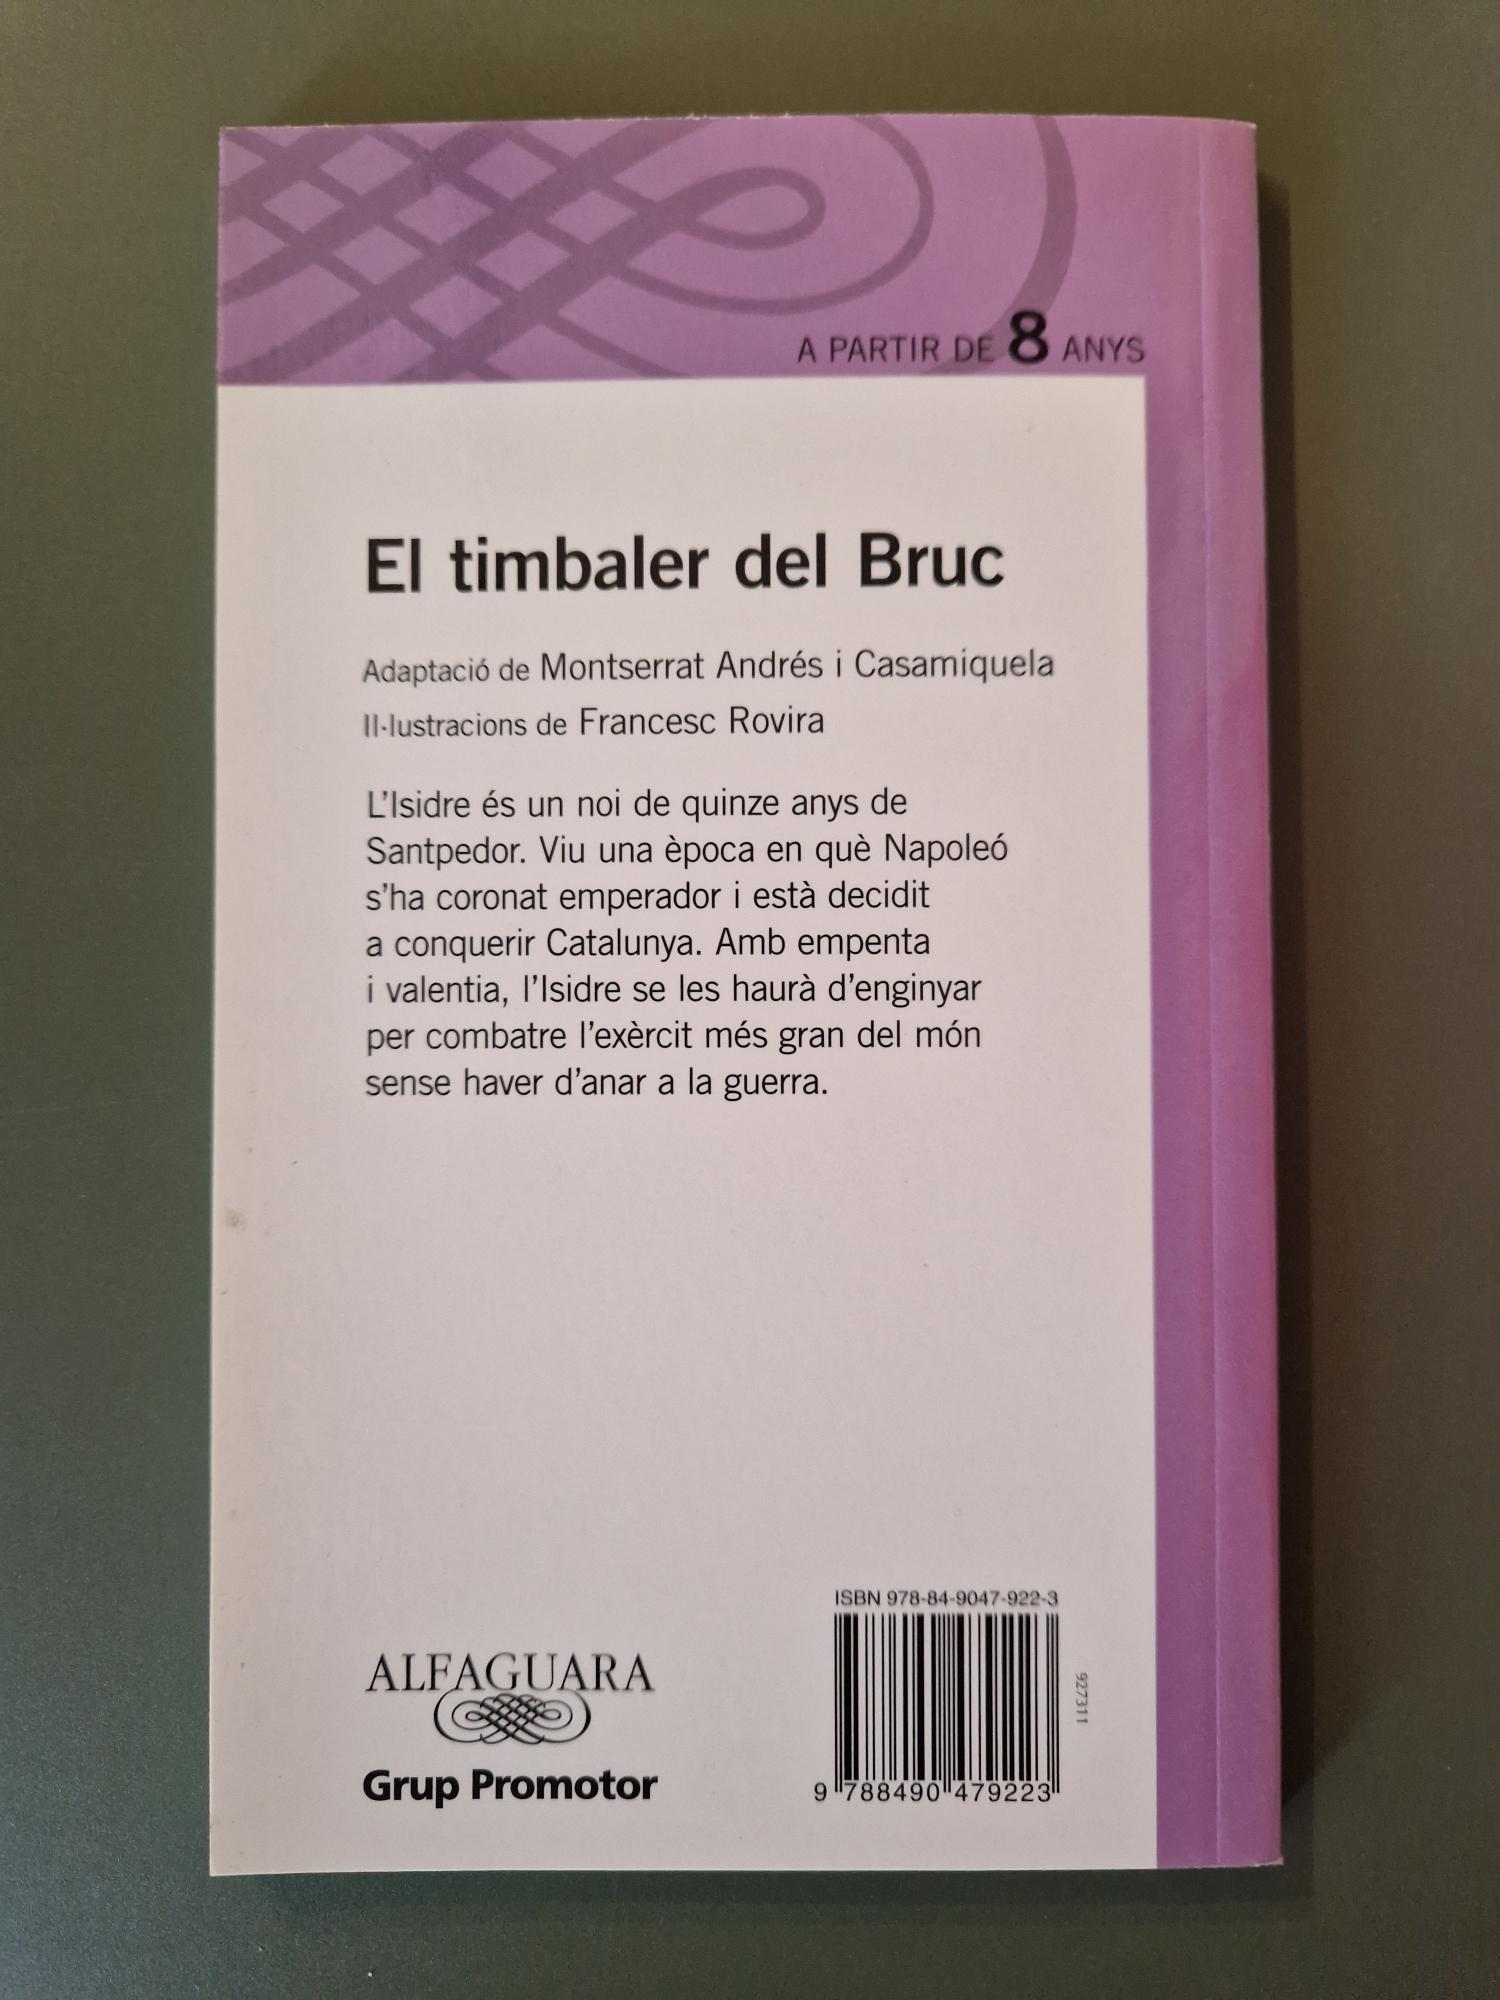 A PARTIR DE 8 ANYS
El timbaler del Bruc
Adaptació de Montserrat Andrés i Casamiquela
Il·lustracions de Francesc Rovira
L'Isidre és un noi de quinze anys de
Santpedor. Viu una època en què Napoleó
s'ha coronat emperador i està decidit
a conquerir Catalunya. Amb empenta
i valentia, l'Isidre se les haurà d'enginyar
per combatre l'exèrcit més gran del món
sense haver d'anar a la guerra.
ALFAGUARA
Grup Promotor
ISBN 978-84-9047-922-3
927311
9 788490 479223